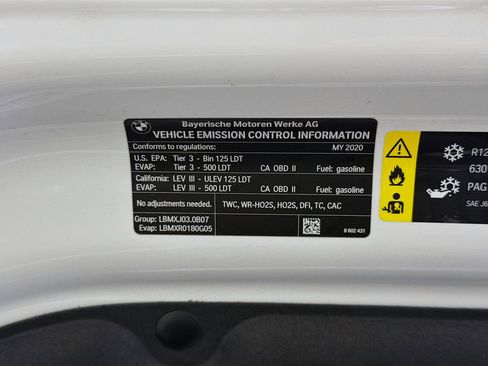 BMW
Bayerische Motoren Werke AG
VEHICLE EMISSION CONTROL INFORMATION
Conforms to regulations: MY 2020
U.S. EPA: Tier 3 - Bin 125 LDT
EVAP: Tier 3 - 500 LDT CA OBD II Fuel: gasoline
California: LEV III - ULEV 125 LDT
EVAP: LEV III - 500 LDT CA OBD II Fuel: gasoline
No adjustments needed TWC, WR-HO2S, HO2S, DFI, TC, CAC
Group: LBMXJ03.0B07
Evap: LBMXR0180G05 8 602 431
R12
630
PAG
SAE J6